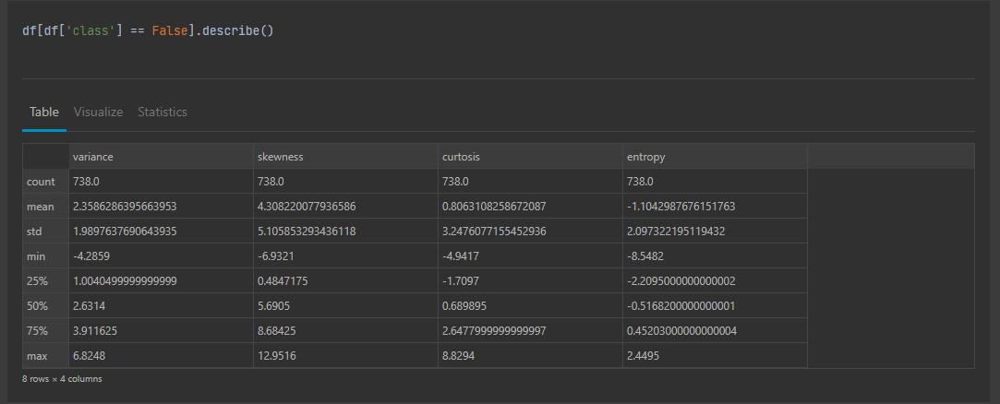 df[df['class'] == False].describe()
Table Visualize Statistics
variance skewness curtosis entropy
count 738.0 738.0 738.0 738.0
mean 2.3586286395663953 4.308220077936586 0.8063108258672087 -1.1042987676151763
std 1.9897637690643935 5.105853293436118 3.2476077155452936 2.097322195119432
min -4.2859 -6.9321 -4.9417 -8.5482
25% 1.0040499999999999 0.4847175 -1.7097 -2.2095000000000002
50% 2.6314 5.6905 0.689895 -0.5168200000000001
75% 3.911625 8.68425 2.6477999999999997 0.45203000000000004
max 6.8248 12.9516 8.8294 2.4495
8 rows × 4 columns